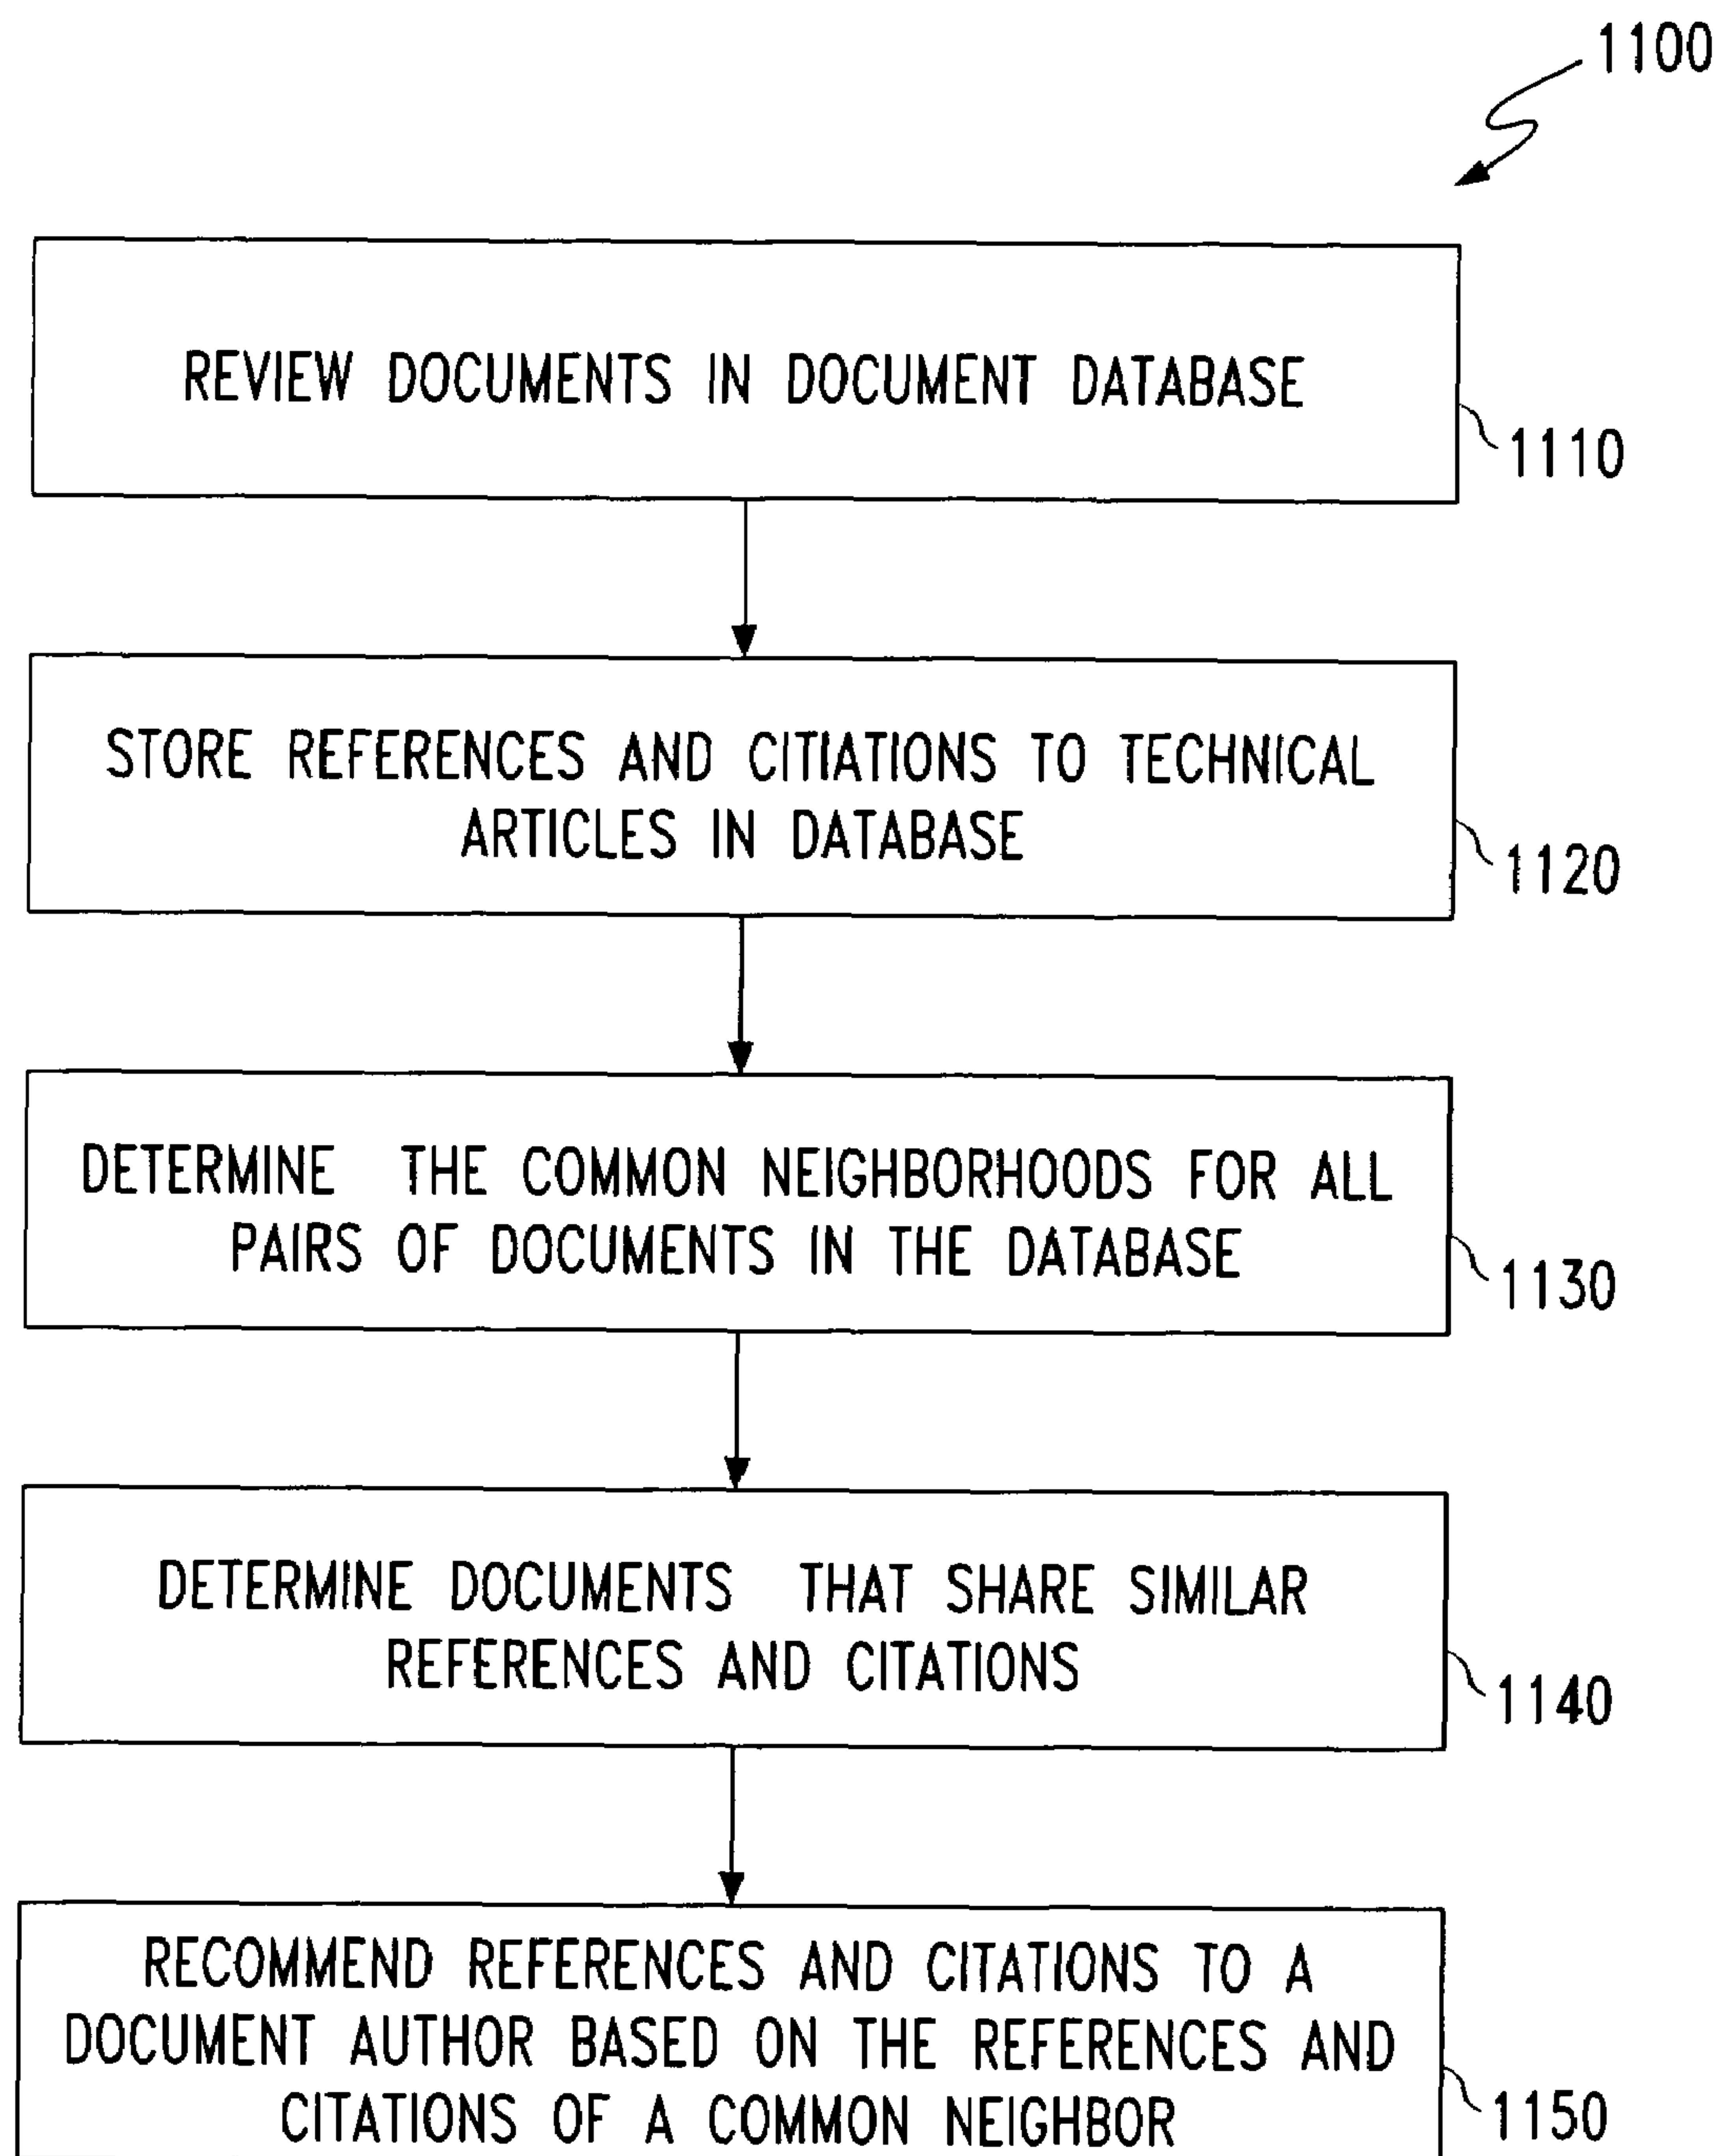 1100
REVIEW DOCUMENTS IN DOCUMENT DATABASE
1110
STORE REFERENCES AND CITIATIONS TO TECHNICAL
ARTICLES IN DATABASE
1120
DETERMINE THE COMMON NEIGHBORHOODS FOR ALL
PAIRS OF DOCUMENTS IN THE DATABASE
1130
DETERMINE DOCUMENTS THAT SHARE SIMILAR
REFERENCES AND CITATIONS
1140
RECOMMEND REFERENCES AND CITATIONS TO A
DOCUMENT AUTHOR BASED ON THE REFERENCES AND
CITATIONS OF A COMMON NEIGHBOR
1150